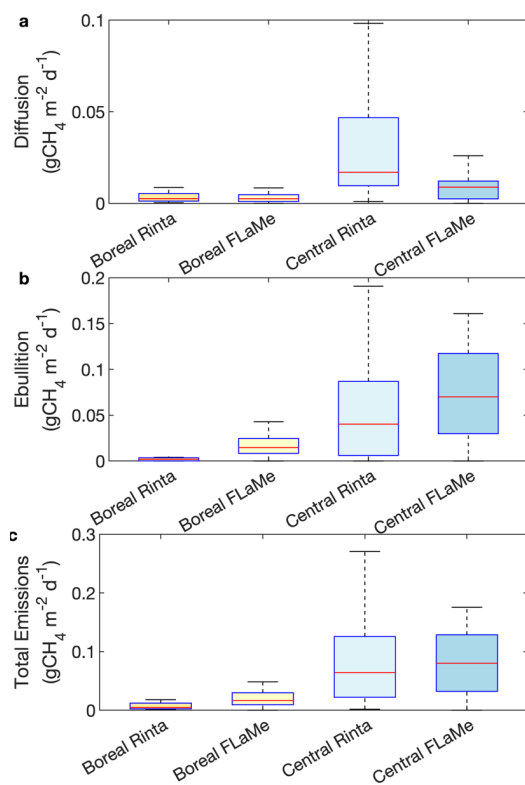 a
Diffusion
(gCH4 m-2 d-1)
0.1
0.05
0
Boreal Rinta
Boreal FLaMe
Central Rinta
Central FLaMe
b
Ebullition
(gCH4 m-2 d-1)
0.2
0.15
0.1
0.05
0
Boreal Rinta
Boreal FLaMe
Central Rinta
Central FLaMe
c
Total Emissions
(gCH4 m-2 d-1)
0.3
0.2
0.1
0
Boreal Rinta
Boreal FLaMe
Central Rinta
Central FLaMe